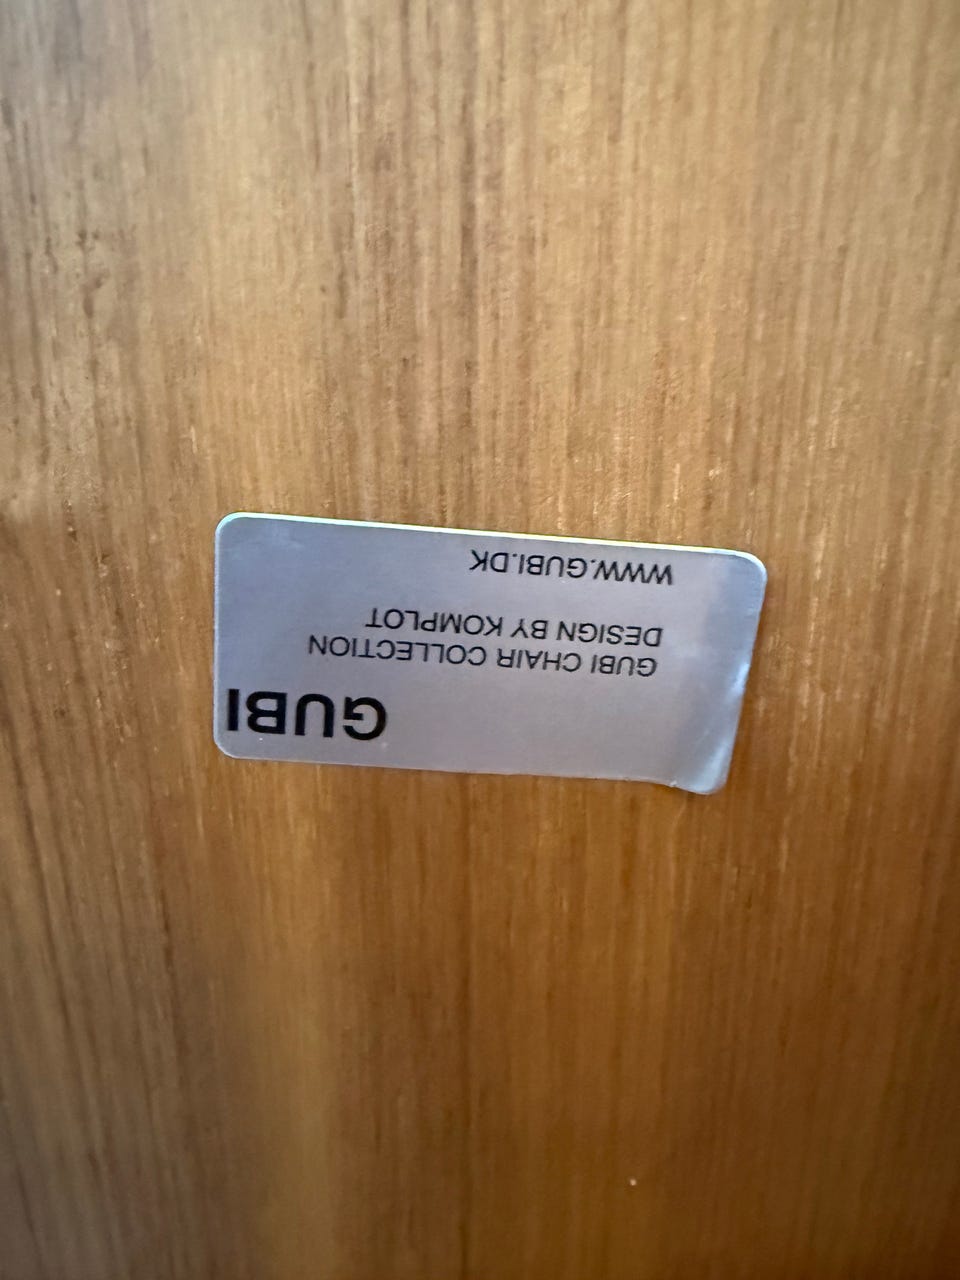 GUBI
GUBI CHAIR COLLECTION
DESIGN BY KOMPLOT
WWW.GUBI.DK